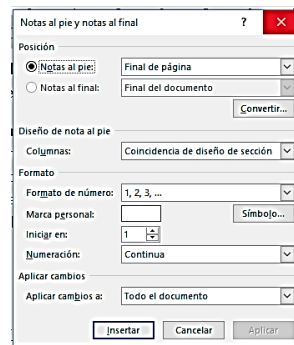 Notas al pie y notas al final ? ×
Posición
Notas al pie: Final de página
Notas al final: Final del documento
Convertir...
Diseño de nota al pie
Columnas: Coincidencia de diseño de sección
Formato
Formato de número: 1, 2, 3, ...
Marca personal: Símbolo...
Iniciar en: 1
Numeración: Continua
Aplicar cambios
Aplicar cambios a: Todo el documento
Insertar Cancelar Aplicar